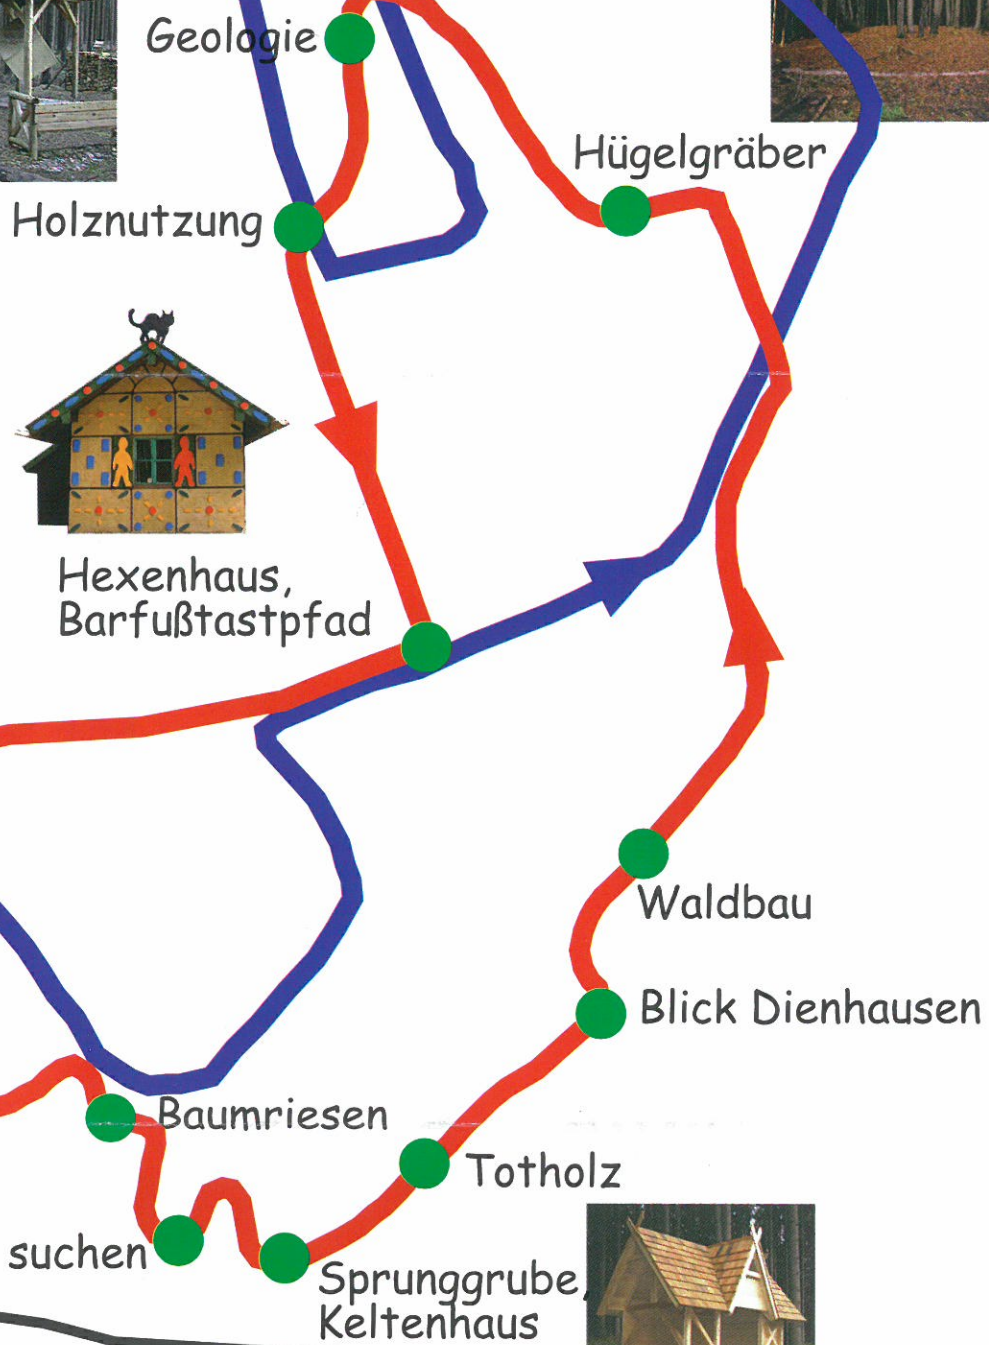 Geologie
Hügelgräber
Holznutzung
Hexenhaus,
Barfußtastpfad
Waldbau
Blick Dienhausen
Baumriesen
Totholz
suchen
Sprunggrube,
Keltenhaus